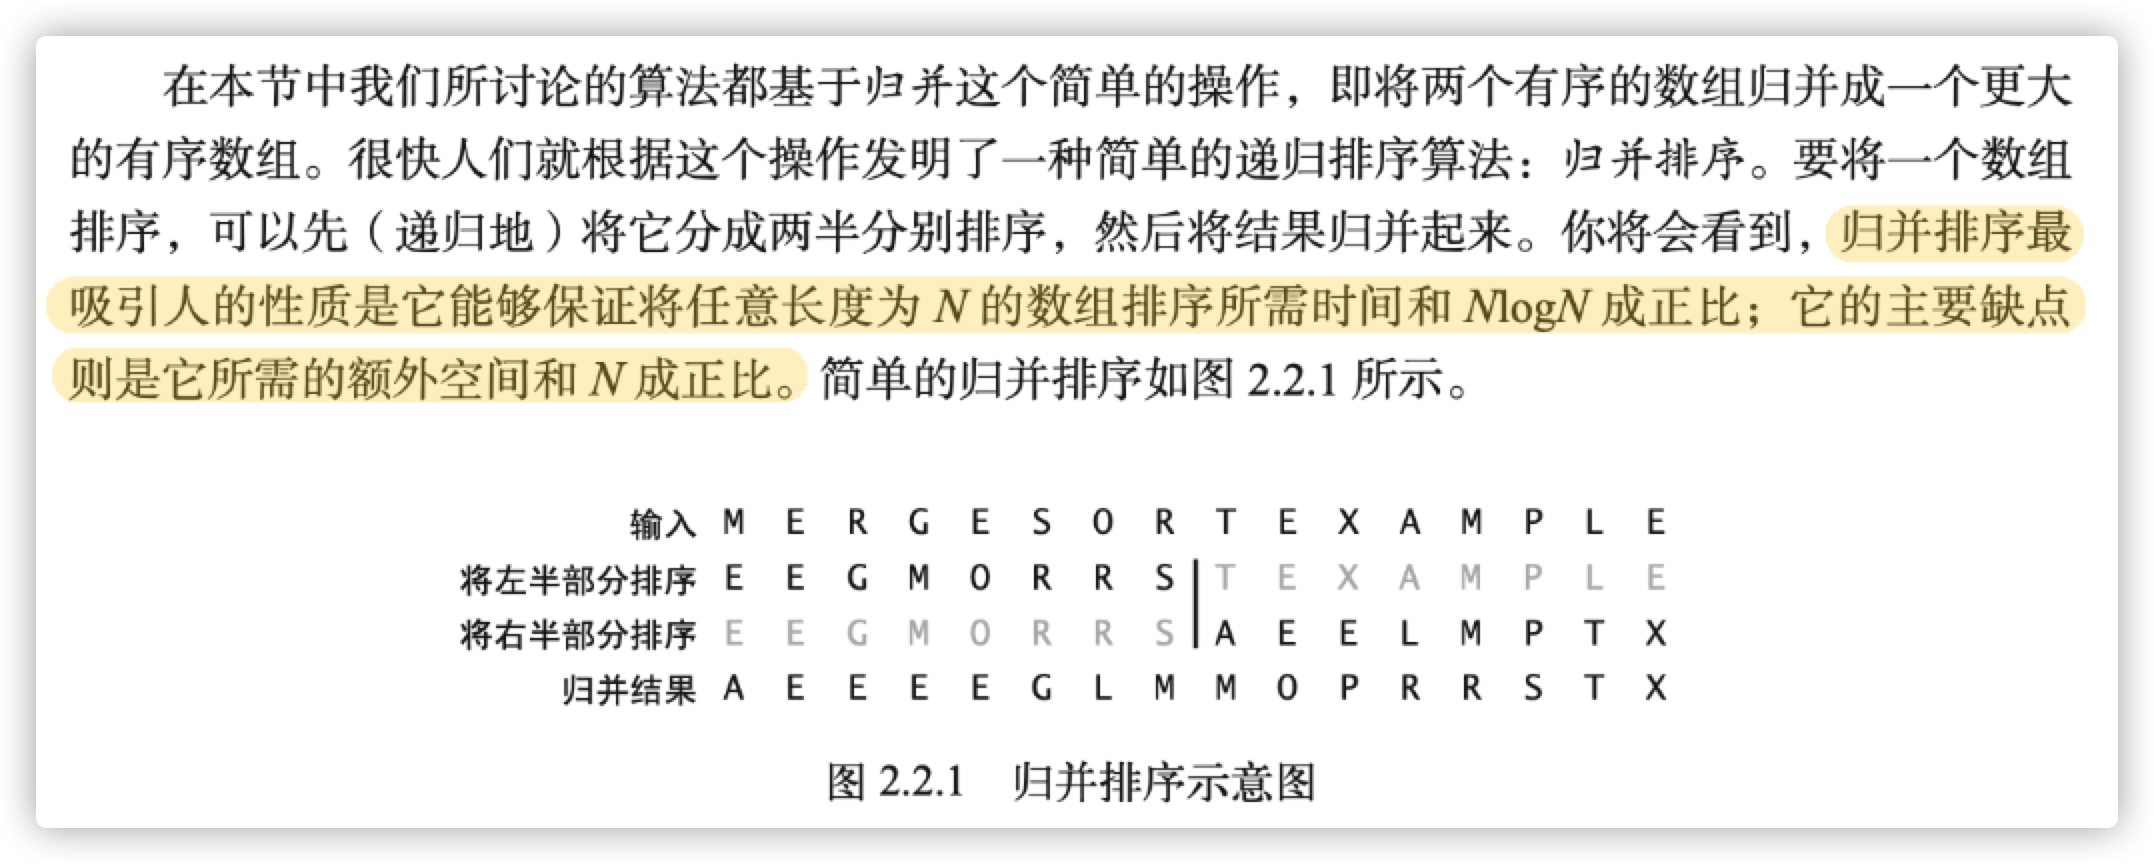 在本节中我们所讨论的算法都基于归并这个简单的操作，即将两个有序的数组归并成一个更大
的有序数组。很快人们就根据这个操作发明了一种简单的递归排序算法：归并排序。要将一个数组
排序，可以先（递归地）将它分成两半分别排序，然后将结果归并起来。你将会看到，归并排序最
吸引人的性质是它能够保证将任意长度为 N 的数组排序所需时间和 NlogN 成正比；它的主要缺点
则是它所需的额外空间和 N 成正比。简单的归并排序如图 2.2.1 所示。
输入 M E R G E S O R T E X A M P L E
将左半部分排序 E E G M O R R S T E X A M P L E
将右半部分排序 E E G M O R R S A E E L M P T X
归并结果 A E E E E G L M M O P R R S T X
图 2.2.1 归并排序示意图